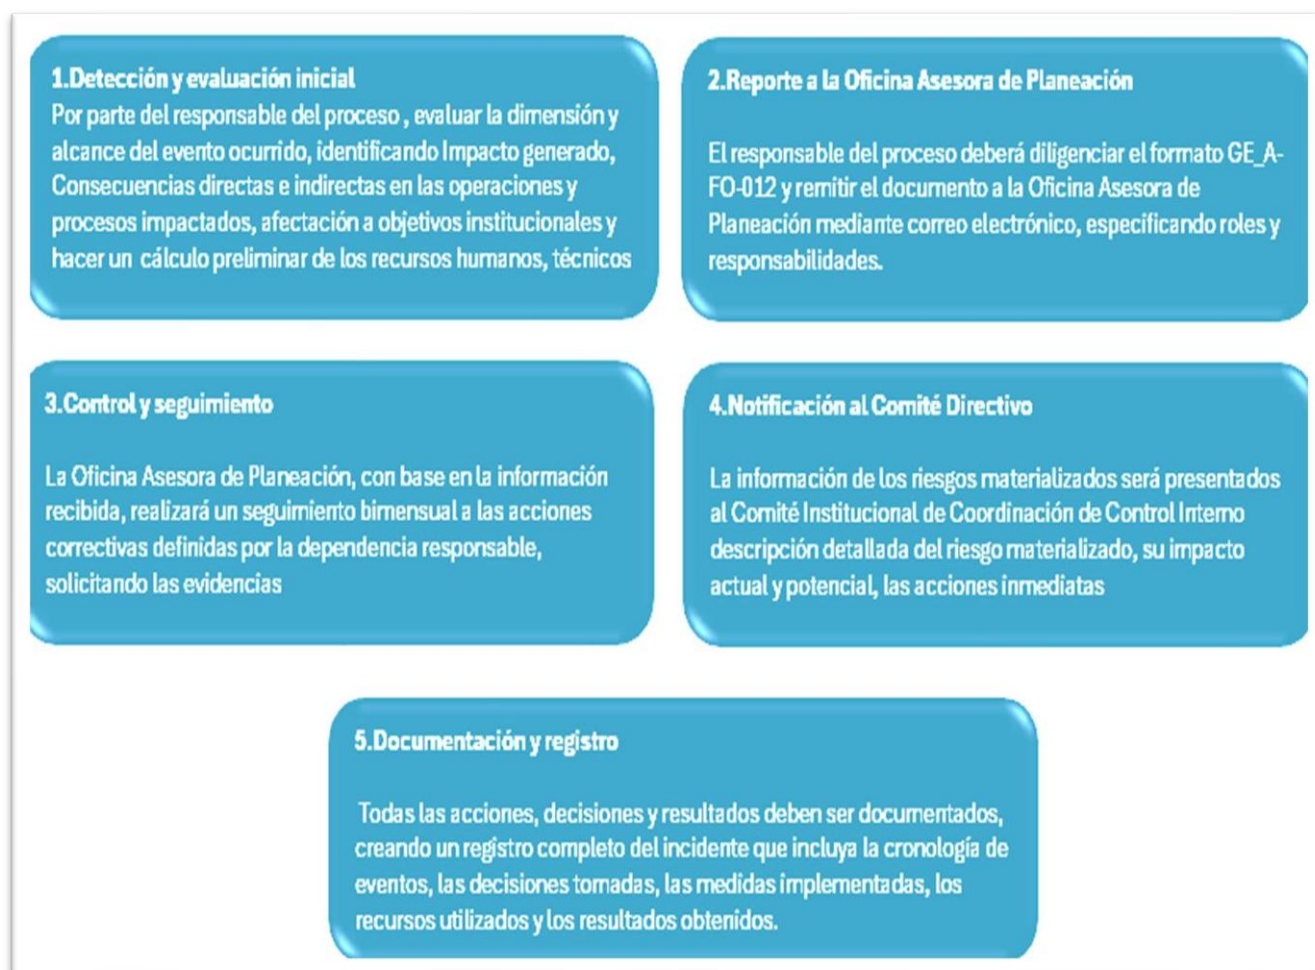 1.Detección y evaluación inicial
Por parte del responsable del proceso , evaluar la dimensión y
alcance del evento ocurrido, identificando Impacto generado,
Consecuencias directas e indirectas en las operaciones y
procesos impactados, afectación a objetivos institucionales y
hacer un cálculo preliminar de los recursos humanos, técnicos
2.Reporte a la Oficina Asesora de Planeación
El responsable del proceso deberá diligenciar el formato GE_A-
FO-012 y remitir el documento a la Oficina Asesora de
Planeación mediante correo electrónico, especificando roles y
responsabilidades.
3.Control y seguimiento
La Oficina Asesora de Planeación, con base en la información
recibida, realizará un seguimiento bimensual a las acciones
correctivas definidas por la dependencia responsable,
solicitando las evidencias
4.Notificación al Comité Directivo
La información de los riesgos materializados será presentados
al Comité Institucional de Coordinación de Control Interno
descripción detallada del riesgo materializado, su impacto
actual y potencial, las acciones inmediatas
5.Documentación y registro
Todas las acciones, decisiones y resultados deben ser documentados,
creando un registro completo del incidente que incluya la cronología de
eventos, las decisiones tomadas, las medidas implementadas, los
recursos utilizados y los resultados obtenidos.